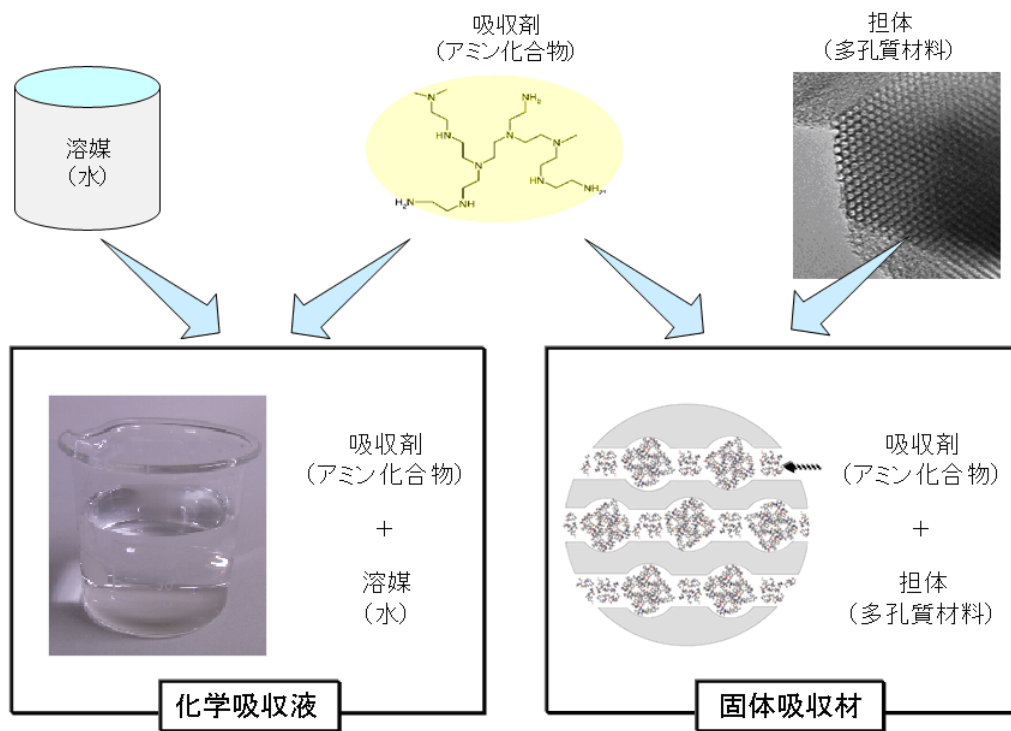 吸収剤
(アミン化合物)
担体
(多孔質材料)
溶媒
(水)
N
NH₂
HN
N
N
N
HN
NH₂
H₂N
NH
吸収剤
(アミン化合物)
+
溶媒
(水)
化学吸収液
吸収剤
(アミン化合物)
+
担体
(多孔質材料)
固体吸収材